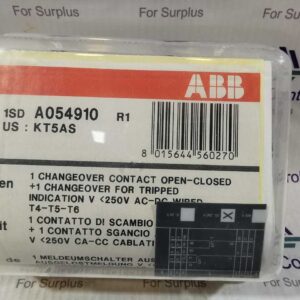 For Surplus
For Surplus
ABB
1SD A054910 R1
US : KT5AS
8 015644 560270
en
1 CHANGEOVER CONTACT OPEN-CLOSED
+1 CHANGEOVER FOR TRIPPED
INDICATION V <250V AC-DC WIRED
T4-T5-T6
it
1 CONTATTO DI SCAMBIO
+ 1 CONTATTO SGANCIO
V <250V CA-CC CABLATI
de
1 MELDEUMSCHALTER AUS